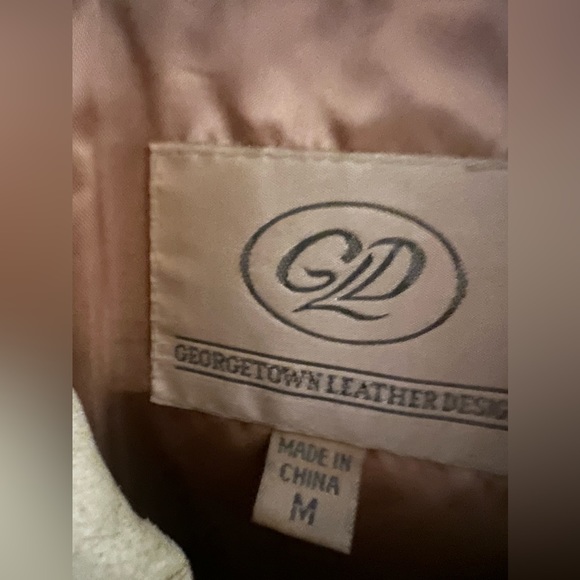 GLD
GEORGETOWN LEATHER DESIG
MADE IN
CHINA
M